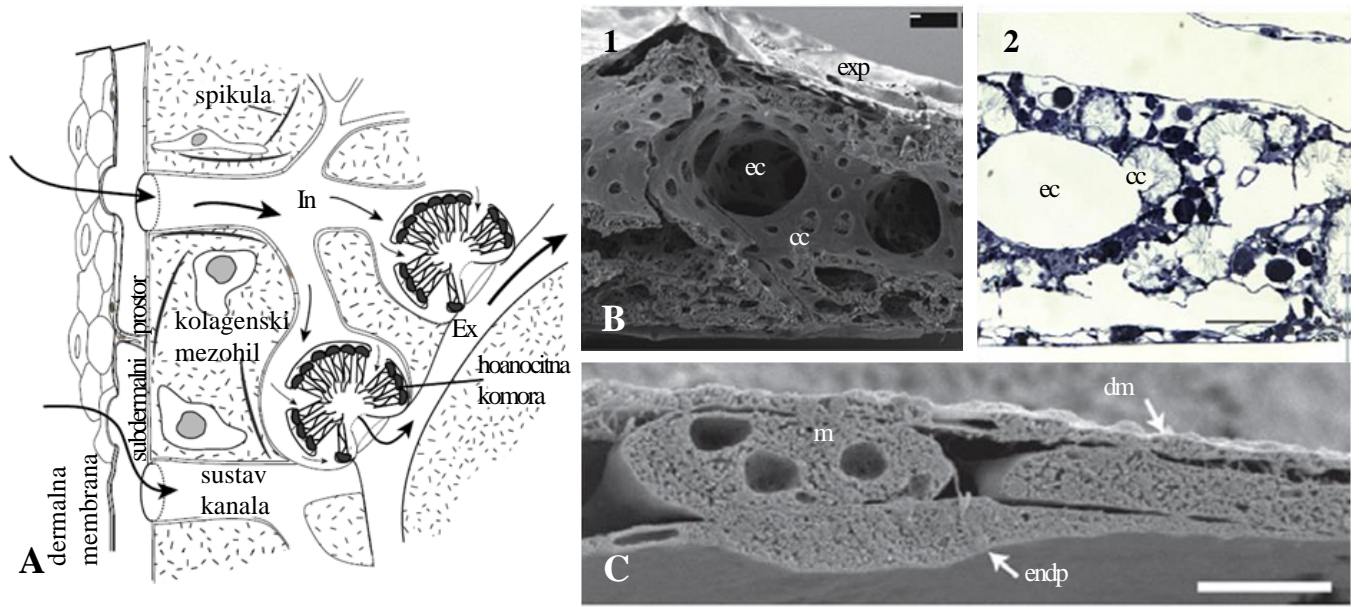 spikula
In
kolagenski
mezohil
Ex
hoanocitna
komora
subdermalni prostor
sustav
kanala
dermalna
membrana
A
1
exp
ec
cc
B
2
ec
cc
dm
m
endp
C